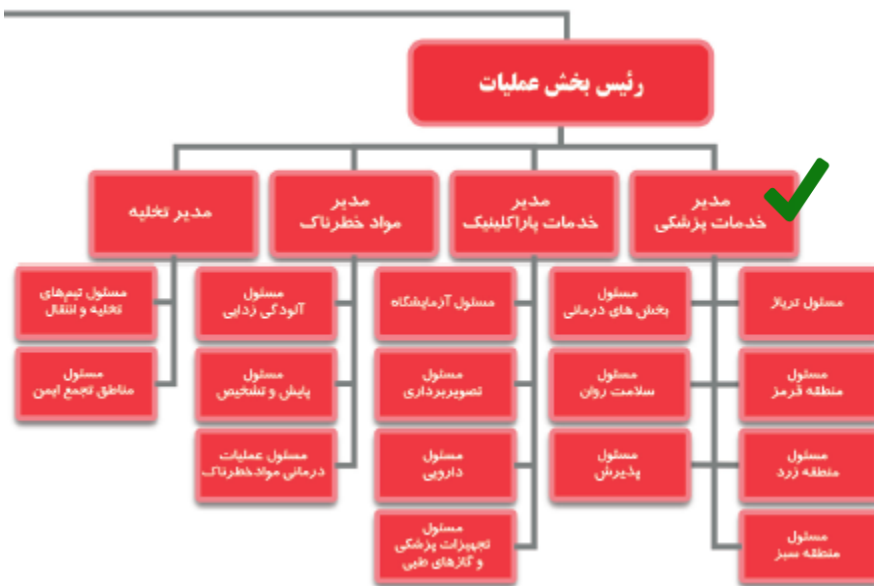 رئیس بخش عملیات
مدیر
خدمات پزشکی
مدیر
خدمات پاراکلینیک
مدیر
مواد خطرناک
مدیر تخلیه
مسئول تریاژ
مسئول
بخش های درمانی
مسئول آزمایشگاه
مسئول
آلودگی زدایی
مسئول تیم‌های
تخلیه و انتقال
مسئول
منطقه قرمز
مسئول
سلامت روان
مسئول
تصویربرداری
مسئول
پایش و تشخیص
مسئول
مناطق تجمع ایمن
مسئول
منطقه زرد
مسئول
پذیرش
مسئول
دارویی
مسئول عملیات
درمانی مواد خطرناک
مسئول
منطقه سبز
مسئول
تجهیزات پزشکی
و گازهای طبی